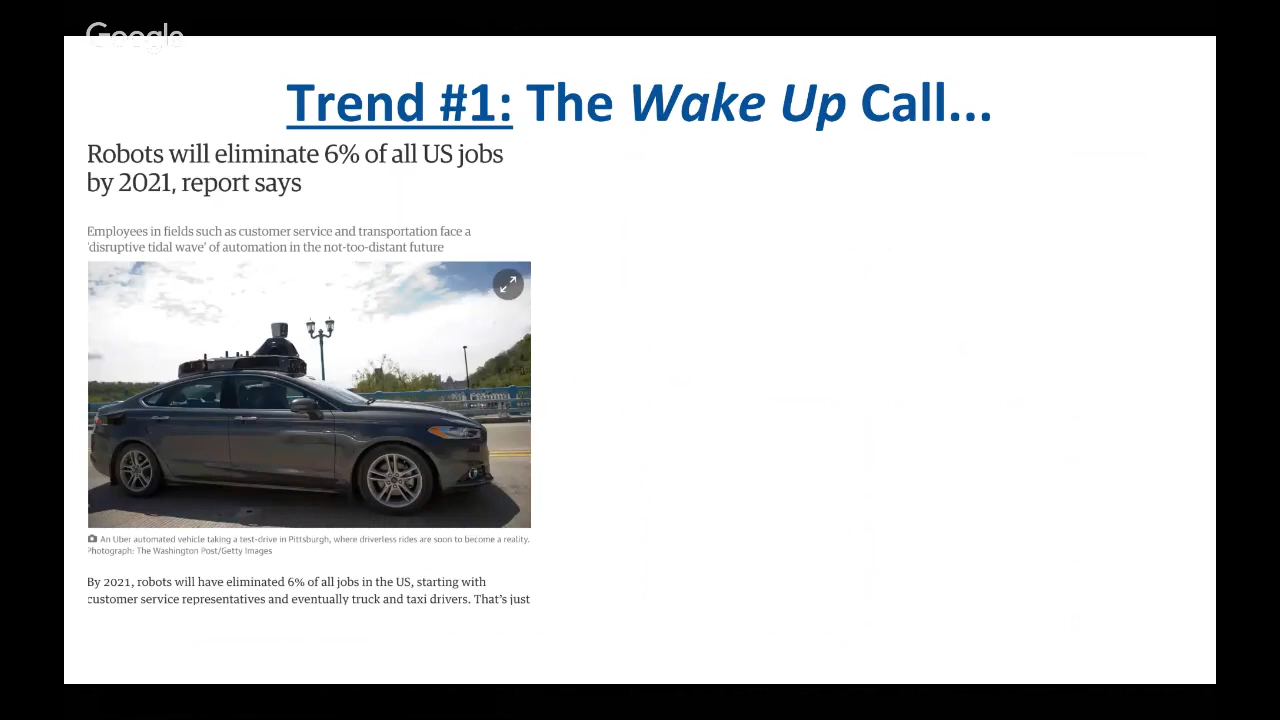 Google
Trend #1: The Wake Up Call...
Robots will eliminate 6% of all US jobs
by 2021, report says
Employees in fields such as customer service and transportation face a
'disruptive tidal wave' of automation in the not-too-distant future
An Uber automated vehicle taking a test-drive in Pittsburgh, where driverless rides are soon to become a reality.
Photograph: The Washington Post/Getty Images
By 2021, robots will have eliminated 6% of all jobs in the US, starting with
customer service representatives and eventually truck and taxi drivers. That's just